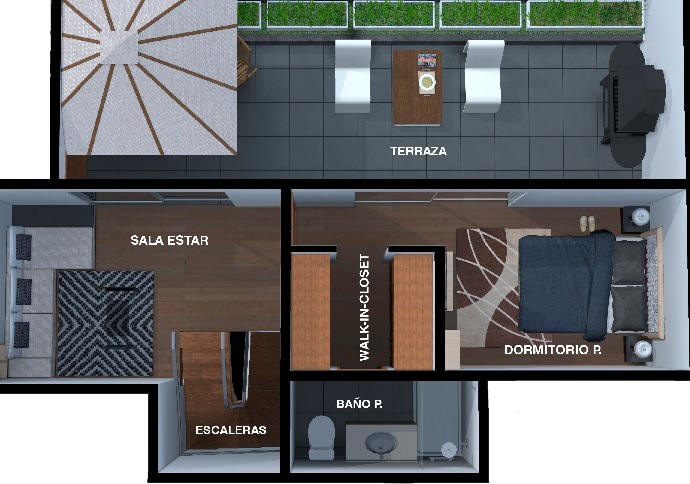 TERRAZA
SALA ESTAR
WALK-IN-CLOSET
DORMITORIO P.
BAÑO P.
ESCALERAS